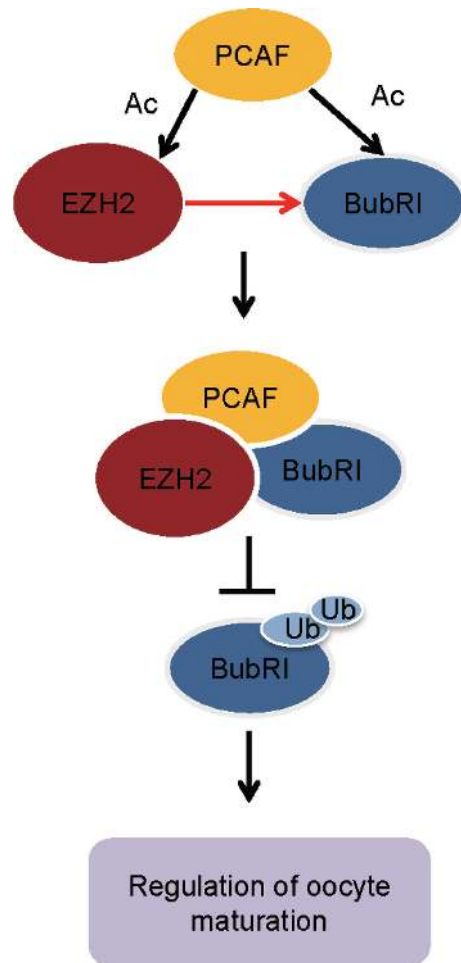 PCAF
Ac
Ac
EZH2
BubRI
PCAF
EZH2
BubRI
Ub
Ub
BubRI
Regulation of oocyte
maturation